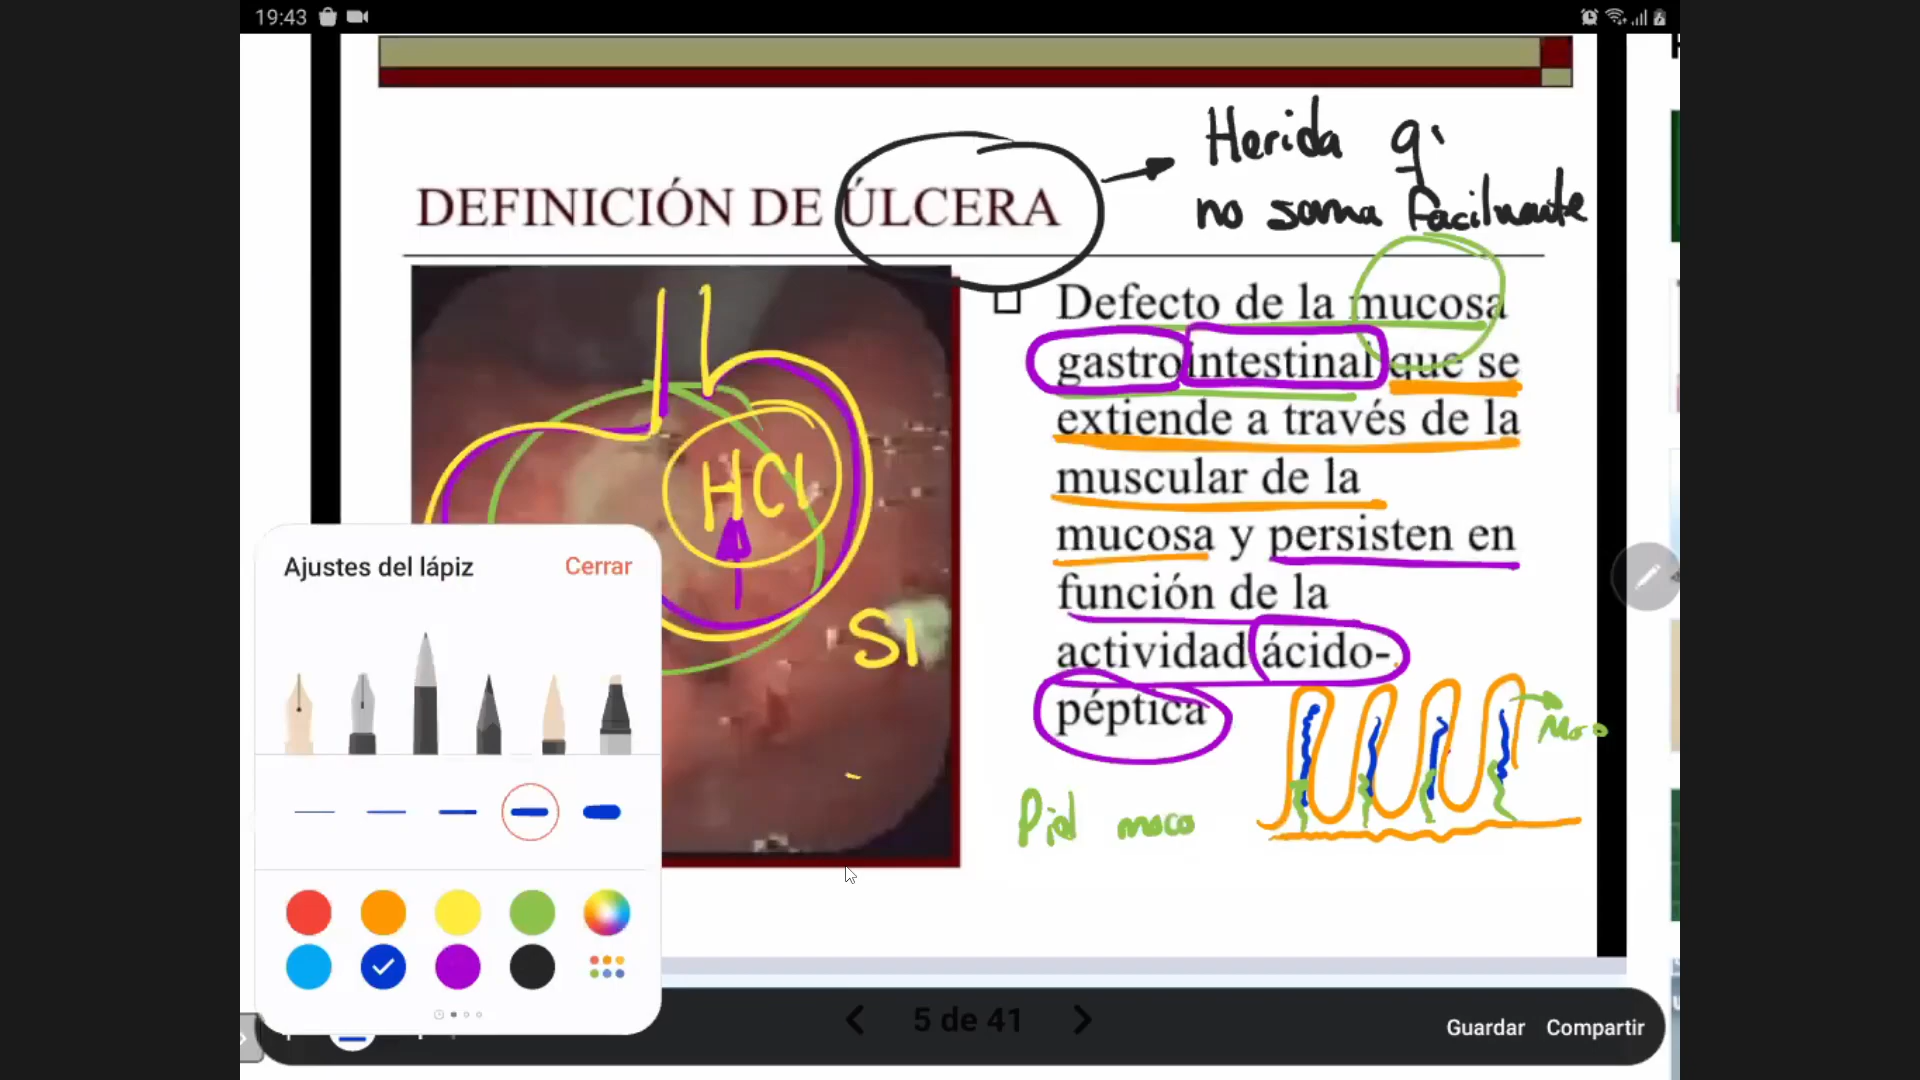 19:43
Herida q'
no sana facilmente
DEFINICIÓN DE ÚLCERA
Defecto de la mucosa
gastrointestinal que se
extiende a través de la
muscular de la
mucosa y persisten en
función de la
actividad ácido-
péptica
HCl
SI
Piel moco
Ajustes del lápiz
Cerrar
5 de 41
Guardar
Compartir